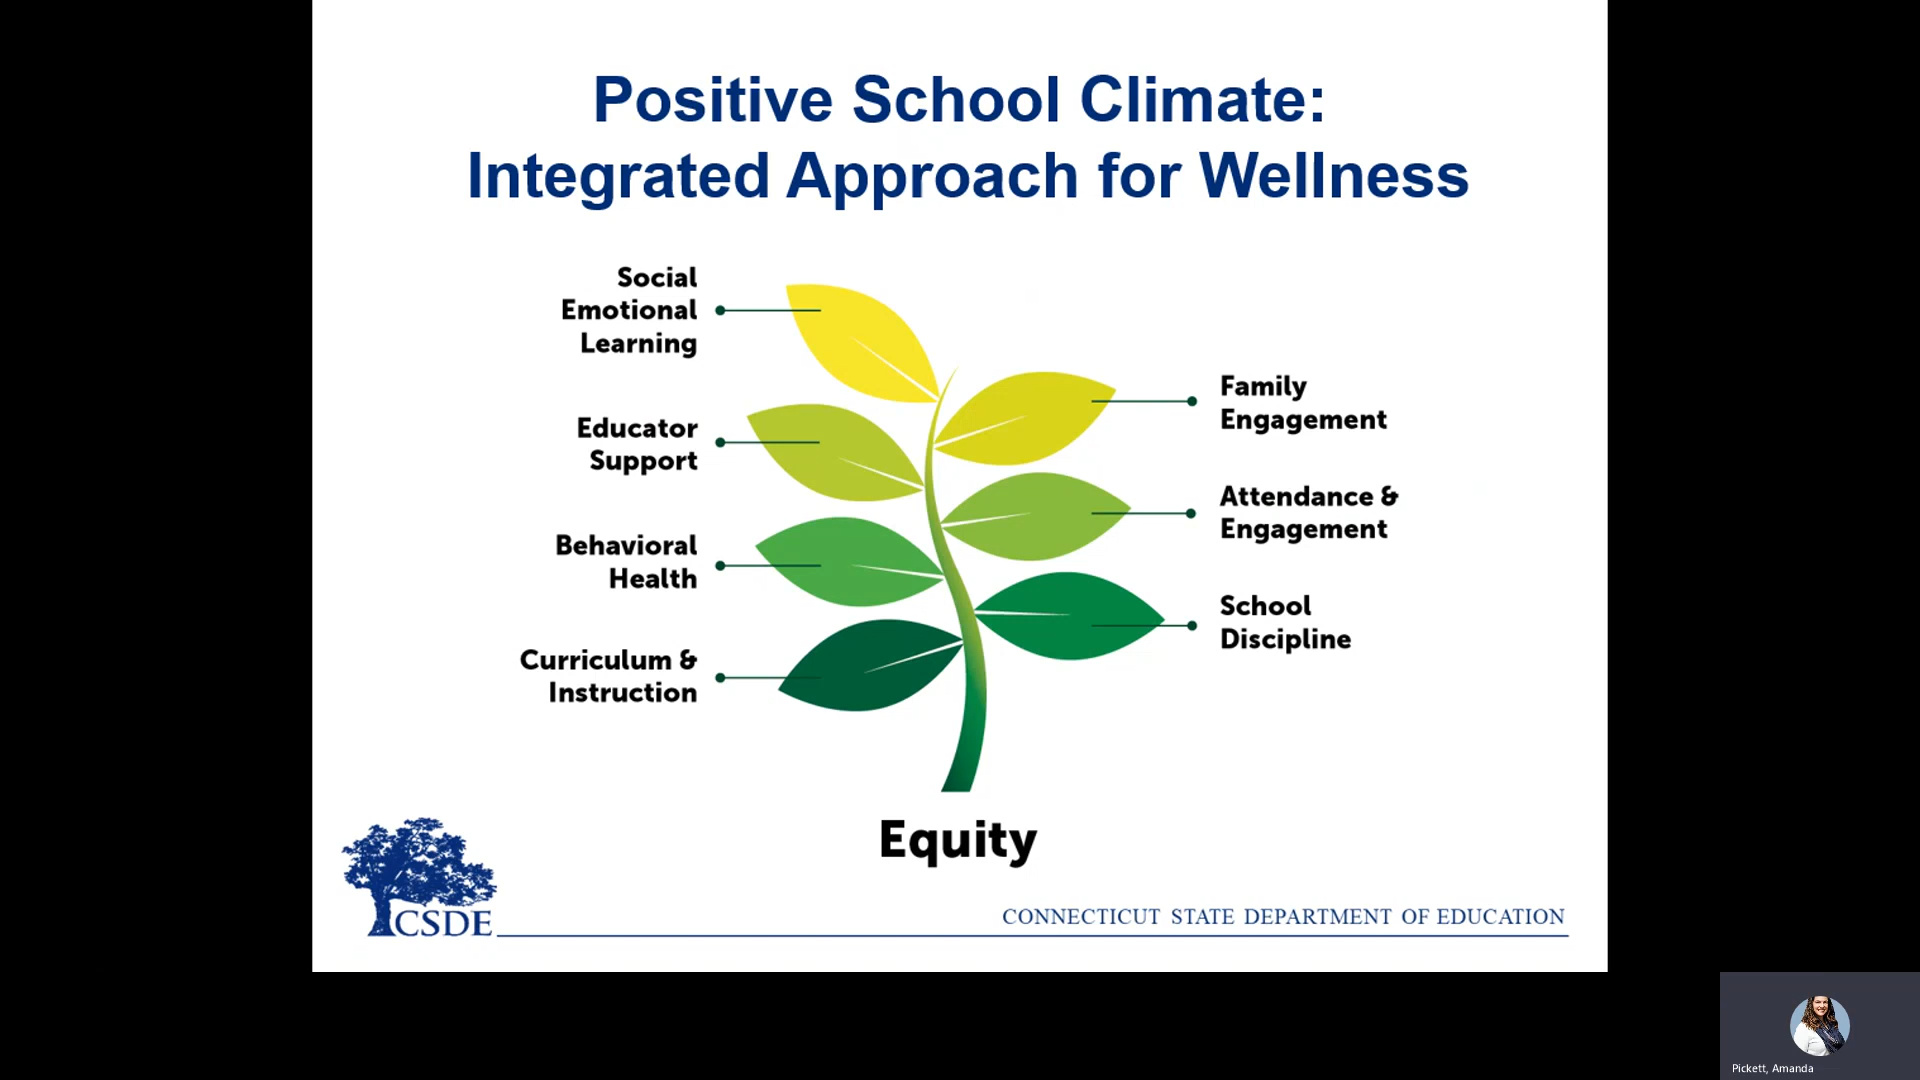 Positive School Climate:
Integrated Approach for Wellness
Social
Emotional
Learning
Educator
Support
Behavioral
Health
Curriculum &
Instruction
Family
Engagement
Attendance &
Engagement
School
Discipline
Equity
CSDE
CONNECTICUT STATE DEPARTMENT OF EDUCATION
Pickett, Amanda